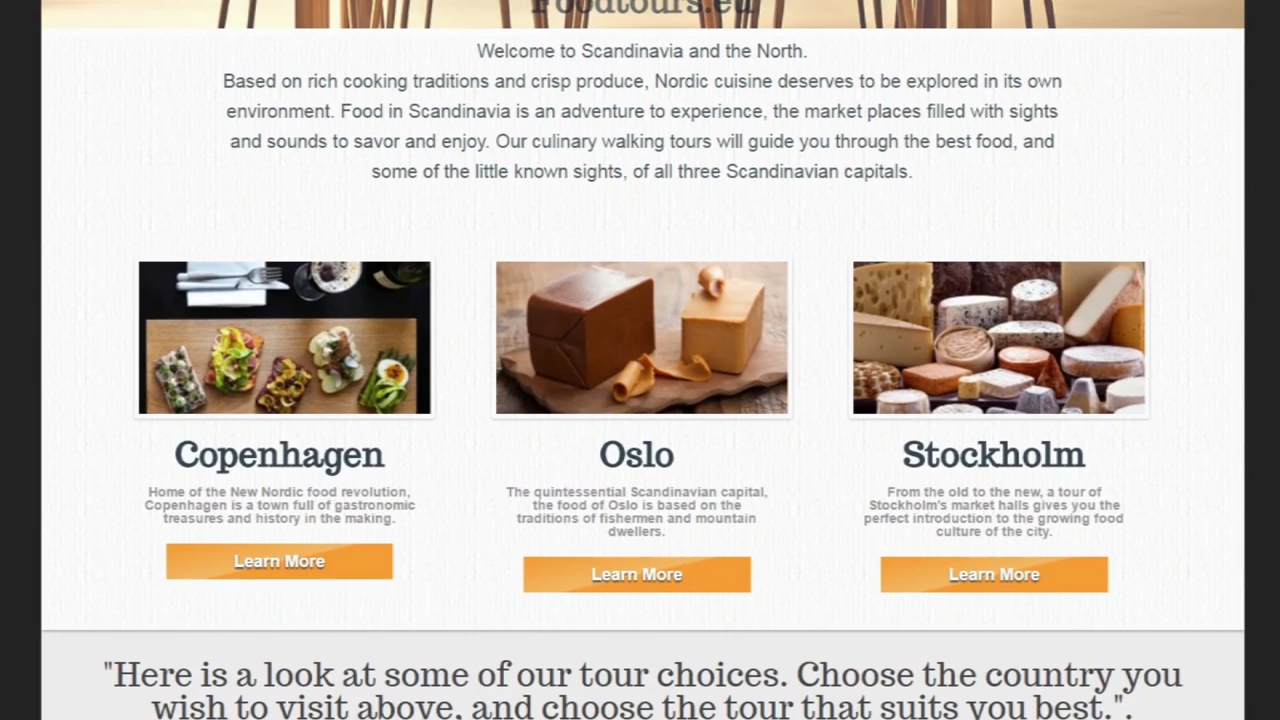 Foodtours.eu
Welcome to Scandinavia and the North.
Based on rich cooking traditions and crisp produce, Nordic cuisine deserves to be explored in its own
environment. Food in Scandinavia is an adventure to experience, the market places filled with sights
and sounds to savor and enjoy. Our culinary walking tours will guide you through the best food, and
some of the little known sights, of all three Scandinavian capitals.
Copenhagen
Home of the New Nordic food revolution,
Copenhagen is a town full of gastronomic
treasures and history in the making.
Learn More
Oslo
The quintessential Scandinavian capital,
the food of Oslo is based on the
traditions of fishermen and mountain
dwellers.
Learn More
Stockholm
From the old to the new, a tour of
Stockholm's market halls gives you the
perfect introduction to the growing food
culture of the city.
Learn More
"Here is a look at some of our tour choices. Choose the country you
wish to visit above, and choose the tour that suits you best.".